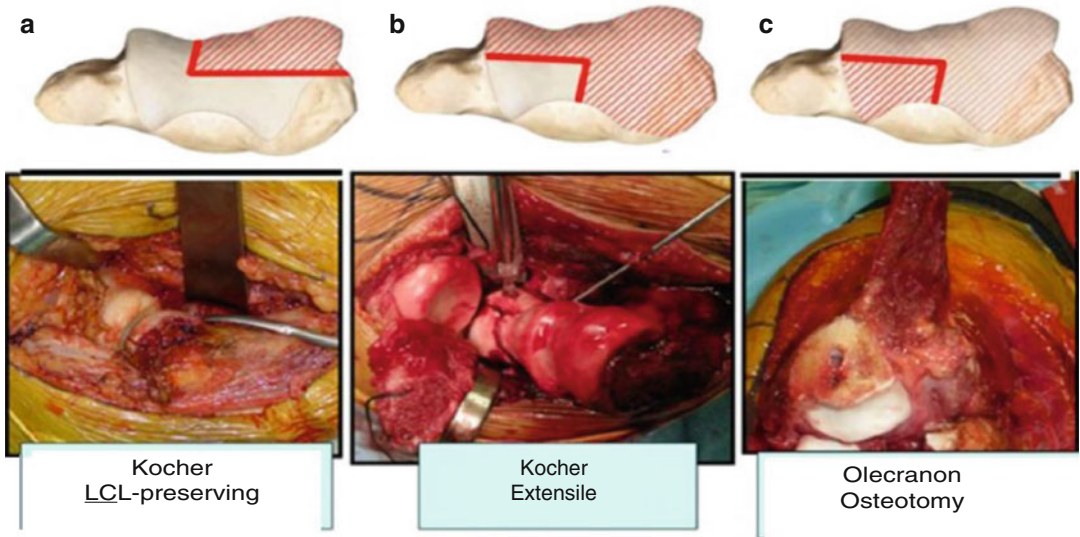 a
b
c
Kocher
LCL-preserving
Kocher
Extensile
Olecranon
Osteotomy